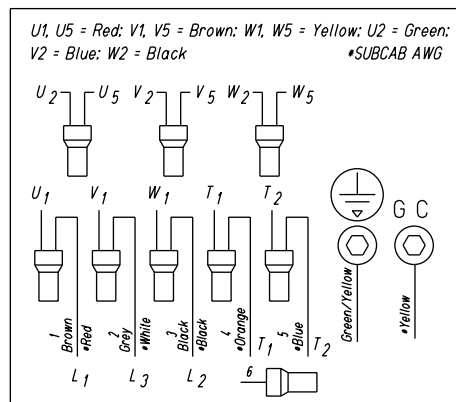 U1, U5 = Red: V1, V5 = Brown: W1, W5 = Yellow: U2 = Green:
V2 = Blue: W2 = Black *SUBCAB AWG
U2 U5 V2 V5 W2 W5
U1 V1 W1 T1 T2
G C
1 Brown *Red 2 Grey *White 3 Black *Black 4 *Orange 5 *Blue Green/Yellow *Yellow
T1 T2
L1 L3 L2 6